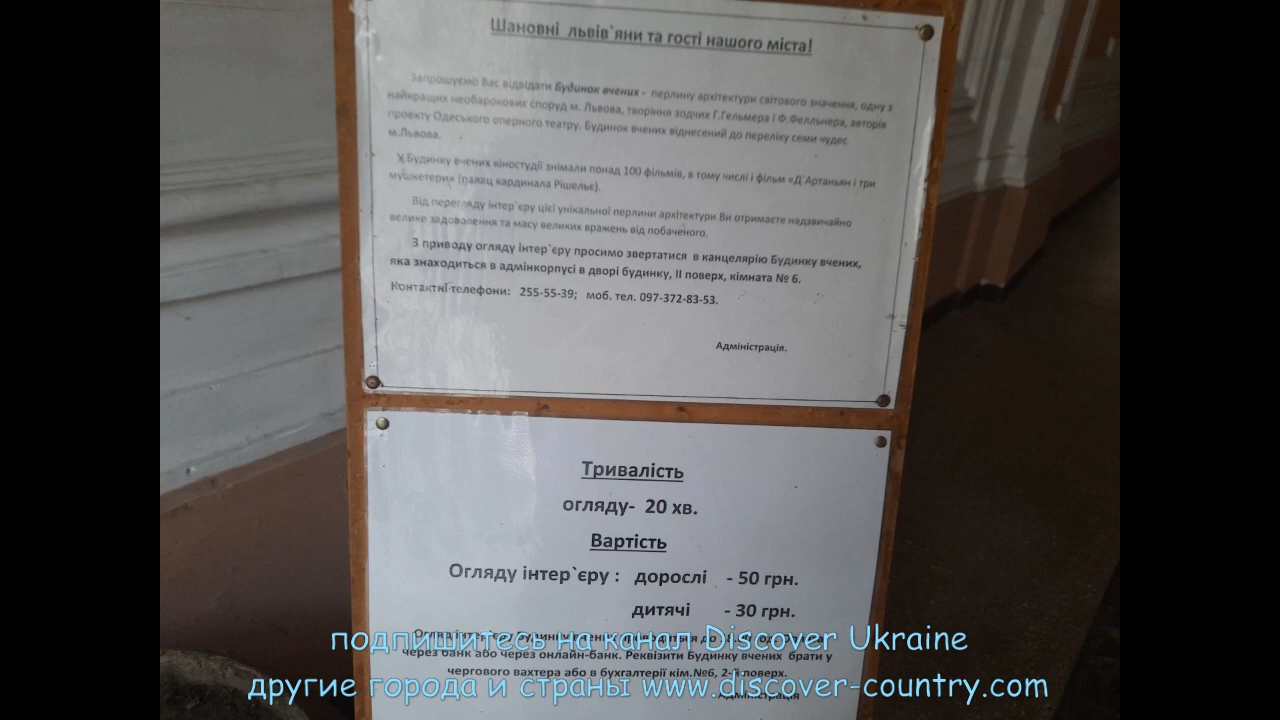 Шановні львів`яни та гості нашого міста!
Запрошуємо Вас відвідати Будинок вчених - перлину архітектури світового значення, одну з
найкращих необарокових споруд м. Львова, творіння зодчих Г.Гельмера і Ф.Фелльнера, авторів
проекту Одеського оперного театру. Будинок вчених віднесений до переліку семи чудес
м.Львова.
У Будинку вчених кіностудії знімали понад 100 фільмів, в тому числі і фільм «Д`Артаньян і три
мушкетери» (палац кардинала Рішельє).
Від перегляду інтер`єру цієї унікальної перлини архітектури Ви отримаєте надзвичайно
велике задоволення та масу великих вражень від побаченого.
З приводу огляду інтер`єру просимо звертатися в канцелярію Будинку вчених,
яка знаходиться в адмінкорпусі в дворі будинку, ІІ поверх, кімната № 6.
Контактні телефони: 255-55-39; моб. тел. 097-372-83-53.
Адміністрація.
Тривалість
огляду- 20 хв.
Вартість
Огляду інтер`єру : дорослі - 50 грн.
дитячі - 30 грн.
подпишитесь на канал Discover Ukraine
через банк або через онлайн-банк. Реквізити Будинку вчених брати у
чергового вахтера або в бухгалтерії кім.№6, 2-й поверх.
другие города и страны www.discover-country.com
Адміністрація